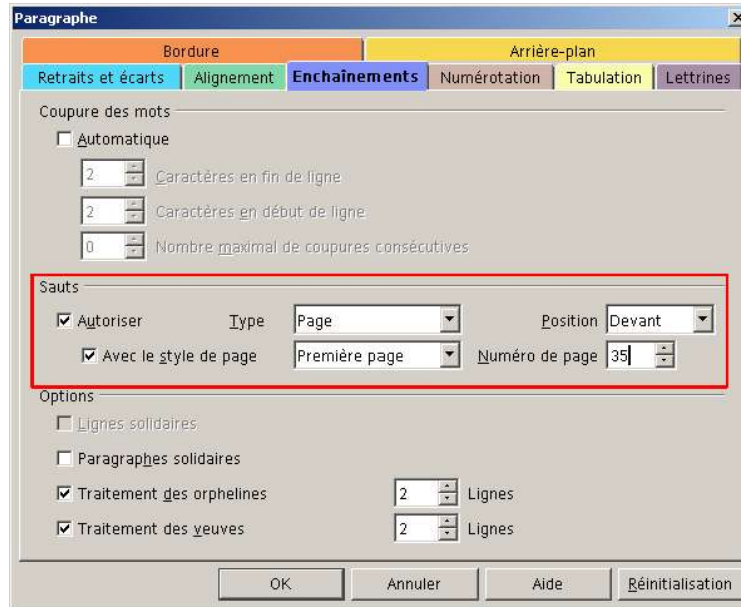 Paragraphe
Bordure Arrière-plan
Retraits et écarts Alignement Enchaînements Numérotation Tabulation Lettrines
Coupure des mots
Automatique
2 Caractères en fin de ligne
2 Caractères en début de ligne
0 Nombre maximal de coupures consécutives
Sauts
Autoriser Type Page Position Devant
Avec le style de page Première page Numéro de page 35
Options
Lignes solidaires
Paragraphes solidaires
Traitement des orphelines 2 Lignes
Traitement des veuves 2 Lignes
OK Annuler Aide Réinitialisation